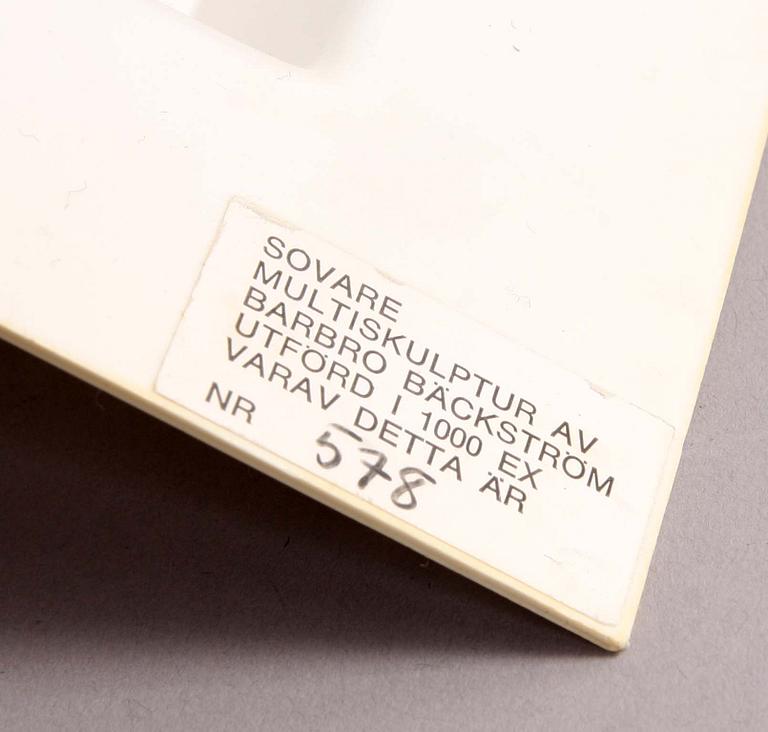 SOVARE
MULTISKULPTUR AV
BARBRO BÄCKSTRÖM
UTFÖRD I 1000 EX
VARAV DETTA ÄR
NR 578